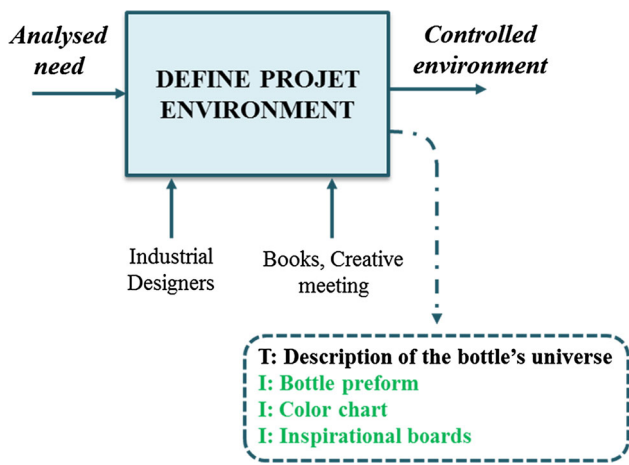 Analysed
need
DEFINE PROJET
ENVIRONMENT
Controlled
environment
Industrial
Designers
Books, Creative
meeting
T: Description of the bottle's universe
I: Bottle preform
I: Color chart
I: Inspirational boards